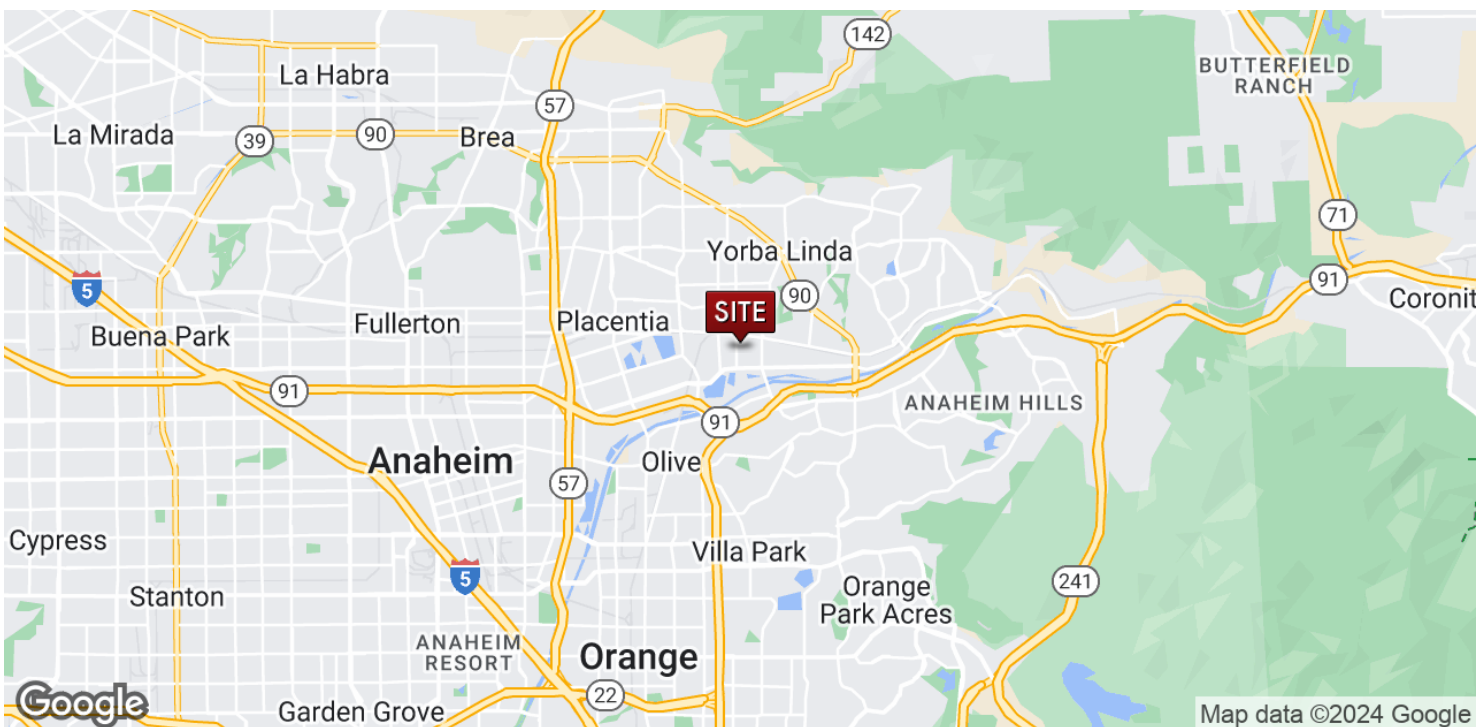 142
La Habra
BUTTERFIELD
RANCH
57
La Mirada
39
90
Brea
71
Yorba Linda
91
5
90
Coronit
SITE
Buena Park
Fullerton
Placentia
91
ANAHEIM HILLS
91
Anaheim
Olive
57
Cypress
Villa Park
5
241
Stanton
Orange
Park Acres
ANAHEIM
RESORT
Orange
22
Google
Garden Grove
Map data ©2024 Google